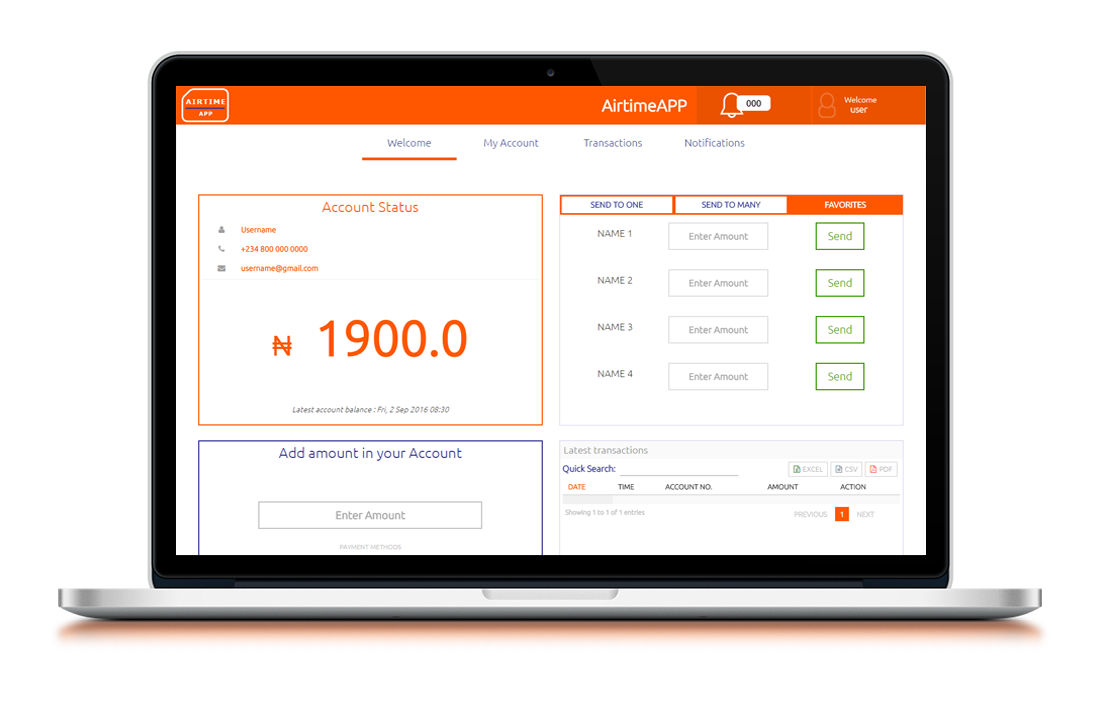 AIRTIME
APP
AirtimeAPP
000
Welcome
user
Welcome My Account Transactions Notifications
Account Status
Username
+234 800 000 0000
username@gmail.com
₦ 1900.0
Latest account balance : Fri, 2 Sep 2016 08:30
SEND TO ONE SEND TO MANY FAVORITES
NAME 1 Enter Amount Send
NAME 2 Enter Amount Send
NAME 3 Enter Amount Send
NAME 4 Enter Amount Send
Add amount in your Account
Enter Amount
PAYMENT METHODS
Latest transactions
Quick Search: EXCEL CSV PDF
DATE TIME ACCOUNT NO. AMOUNT ACTION
Showing 1 to 1 of 1 entries PREVIOUS 1 NEXT